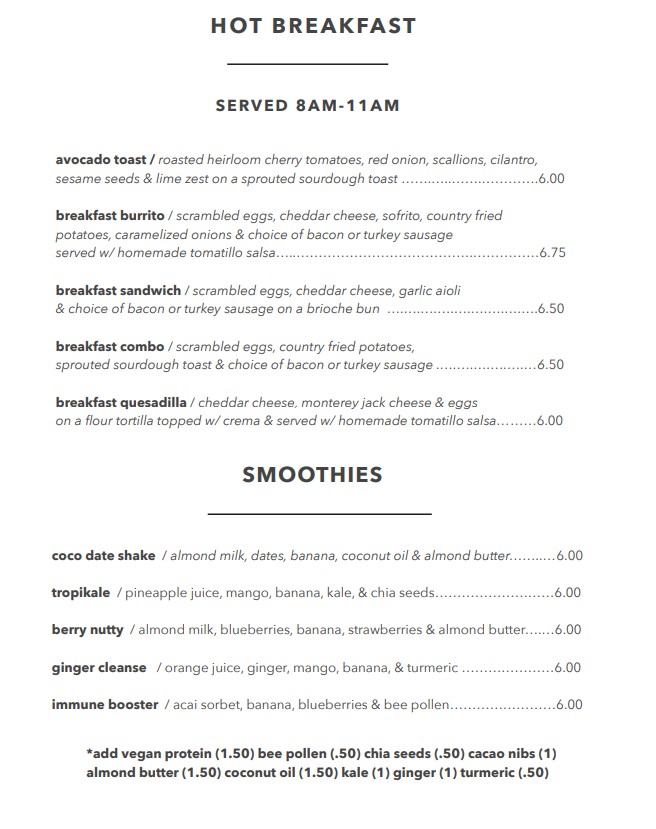 HOT BREAKFAST
SERVED 8AM-11AM
avocado toast / roasted heirloom cherry tomatoes, red onion, scallions, cilantro,
sesame seeds & lime zest on a sprouted sourdough toast ..............................6.00
breakfast burrito / scrambled eggs, cheddar cheese, sofrito, country fried
potatoes, caramelized onions & choice of bacon or turkey sausage
served w/ homemade tomatillo salsa..........................................................6.75
breakfast sandwich / scrambled eggs, cheddar cheese, garlic aioli
& choice of bacon or turkey sausage on a brioche bun ..................................6.50
breakfast combo / scrambled eggs, country fried potatoes,
sprouted sourdough toast & choice of bacon or turkey sausage ......................6.50
breakfast quesadilla / cheddar cheese, monterey jack cheese & eggs
on a flour tortilla topped w/ crema & served w/ homemade tomatillo salsa.........6.00
SMOOTHIES
coco date shake / almond milk, dates, banana, coconut oil & almond butter..........6.00
tropikale / pineapple juice, mango, banana, kale, & chia seeds..........................6.00
berry nutty / almond milk, blueberries, banana, strawberries & almond butter.......6.00
ginger cleanse / orange juice, ginger, mango, banana, & turmeric ....................6.00
immune booster / acai sorbet, banana, blueberries & bee pollen.......................6.00
*add vegan protein (1.50) bee pollen (.50) chia seeds (.50) cacao nibs (1)
almond butter (1.50) coconut oil (1.50) kale (1) ginger (1) turmeric (.50)